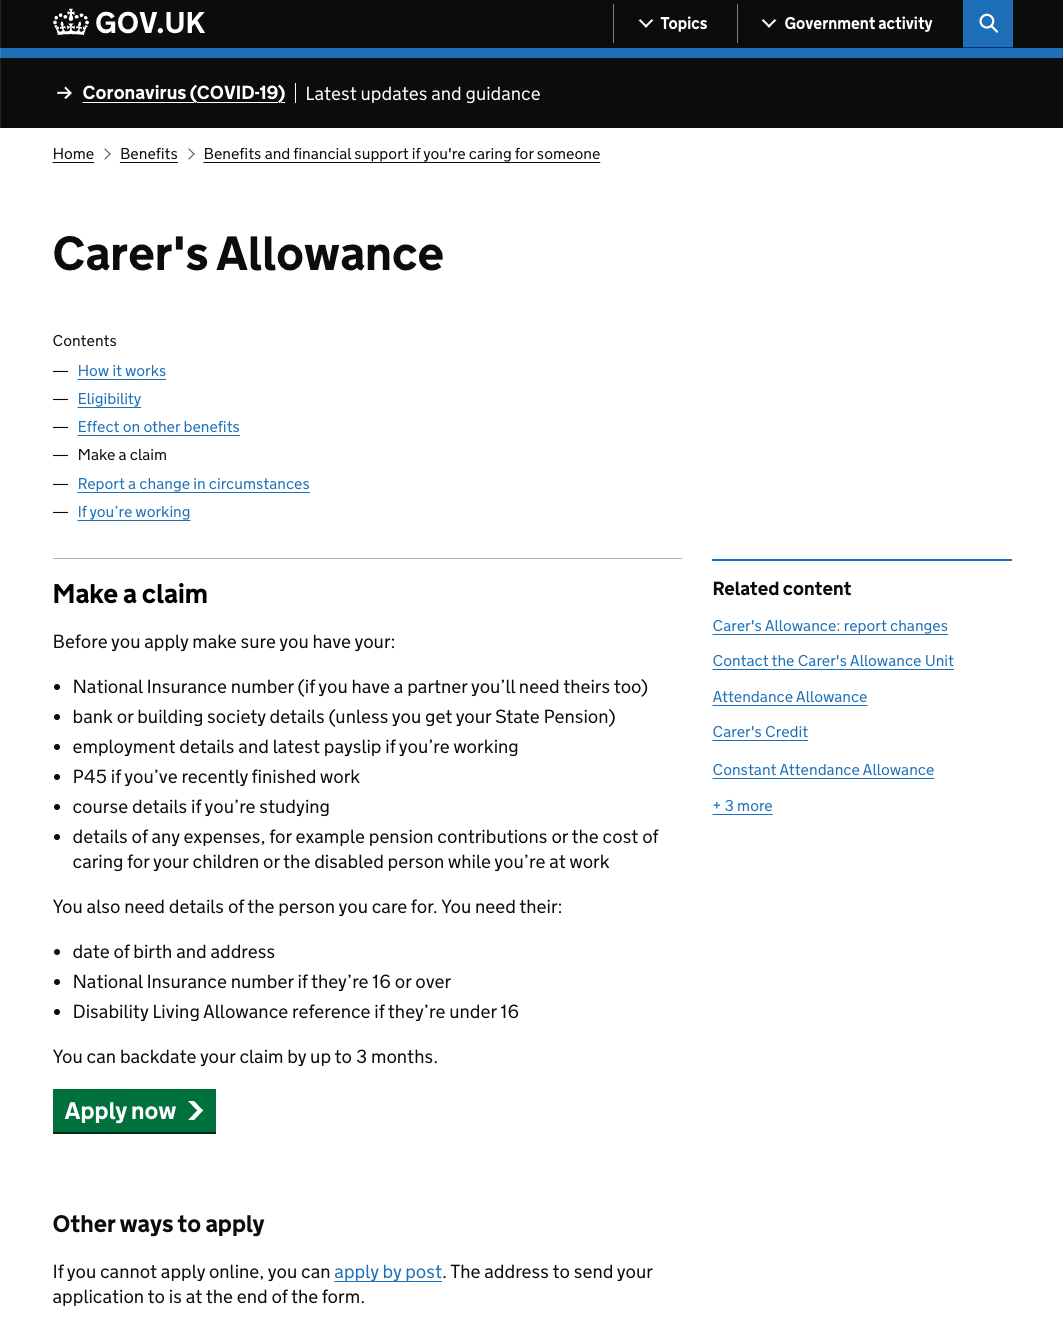 GOV.UK
Topics
Government activity
Coronavirus (COVID-19)
Latest updates and guidance
Home
Benefits
Benefits and financial support if you're caring for someone
Carer's Allowance
Contents
— How it works
— Eligibility
— Effect on other benefits
— Make a claim
— Report a change in circumstances
— If you’re working
Make a claim
Before you apply make sure you have your:
• National Insurance number (if you have a partner you’ll need theirs too)
• bank or building society details (unless you get your State Pension)
• employment details and latest payslip if you’re working
• P45 if you’ve recently finished work
• course details if you’re studying
• details of any expenses, for example pension contributions or the cost of
caring for your children or the disabled person while you’re at work
You also need details of the person you care for. You need their:
• date of birth and address
• National Insurance number if they’re 16 or over
• Disability Living Allowance reference if they’re under 16
You can backdate your claim by up to 3 months.
Apply now
Other ways to apply
If you cannot apply online, you can apply by post. The address to send your
application to is at the end of the form.
Related content
Carer's Allowance: report changes
Contact the Carer's Allowance Unit
Attendance Allowance
Carer's Credit
Constant Attendance Allowance
+ 3 more